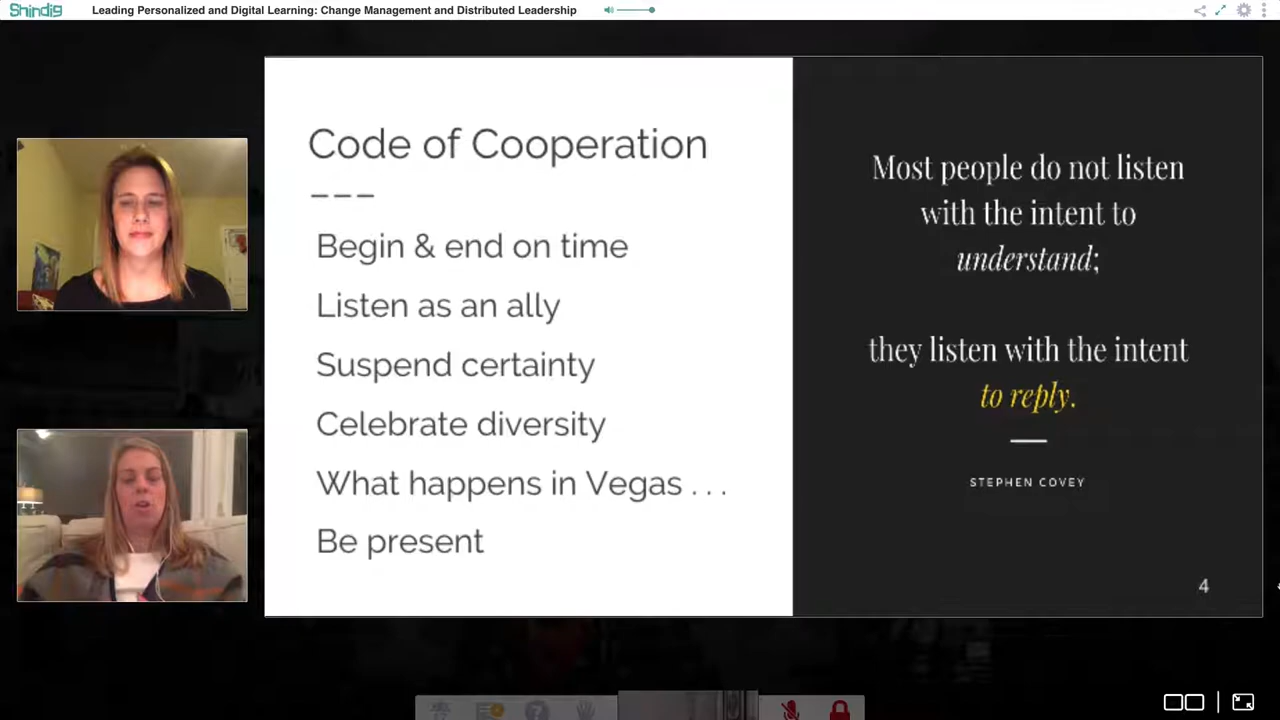 Shindig
Leading Personalized and Digital Learning: Change Management and Distributed Leadership
Code of Cooperation
Begin & end on time
Listen as an ally
Suspend certainty
Celebrate diversity
What happens in Vegas . . .
Be present
Most people do not listen
with the intent to
understand;
they listen with the intent
to reply.
STEPHEN COVEY
4